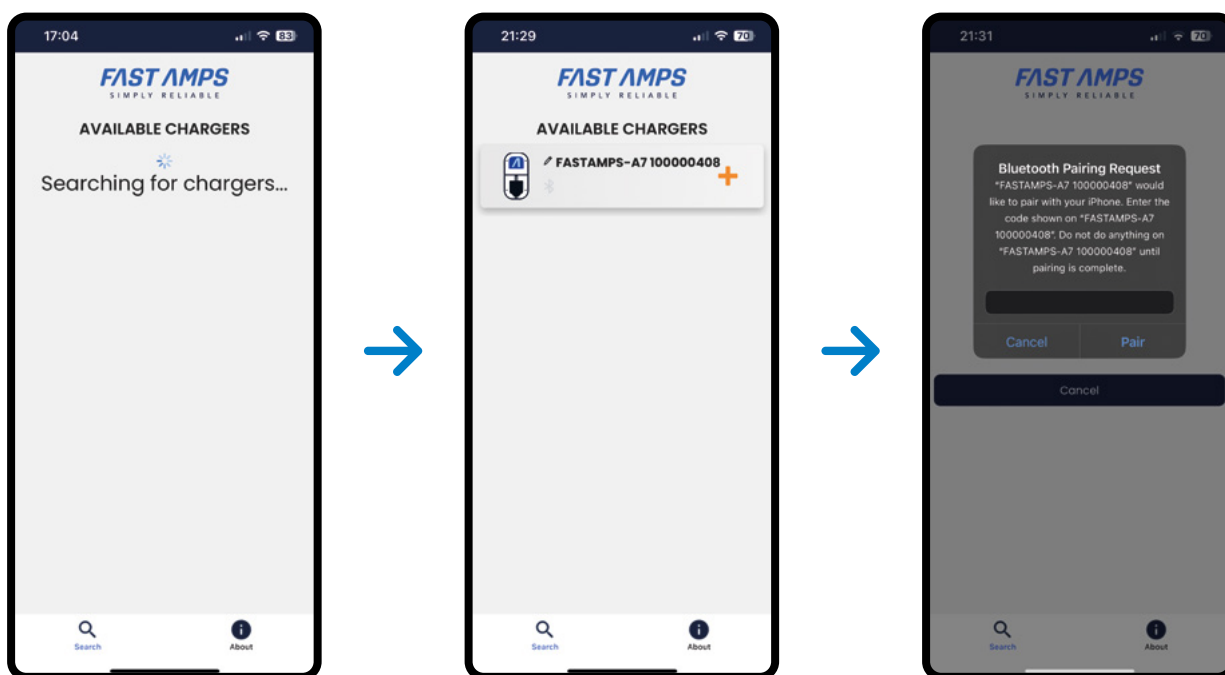 17:04
83
FAST AMPS
SIMPLY RELIABLE
AVAILABLE CHARGERS
Searching for chargers...
Search
About
21:29
70
FAST AMPS
SIMPLY RELIABLE
AVAILABLE CHARGERS
FASTAMPS-A7 100000408
Search
About
21:31
70
FAST AMPS
SIMPLY RELIABLE
Bluetooth Pairing Request
"FASTAMPS-A7 100000408" would
like to pair with your iPhone. Enter the
code shown on "FASTAMPS-A7
100000408". Do not do anything on
"FASTAMPS-A7 100000408" until
pairing is complete.
Cancel
Pair
Cancel
Search
About